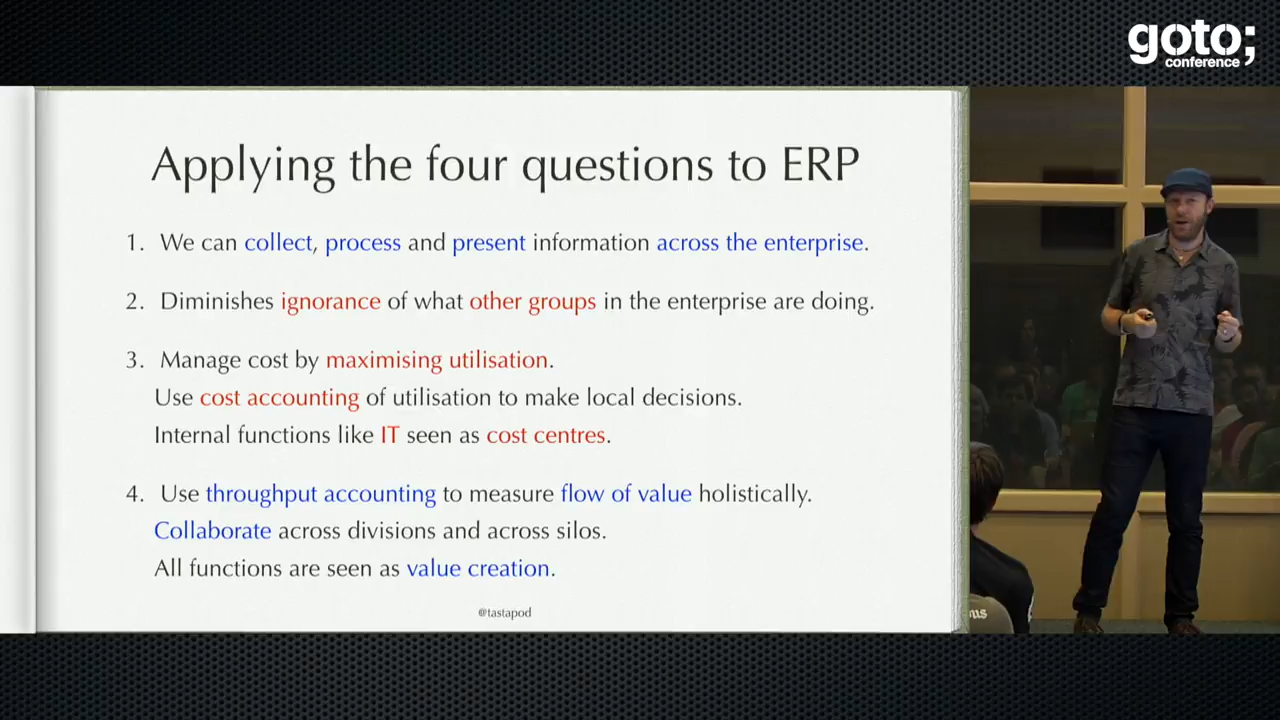 goto;
conference
Applying the four questions to ERP
1. We can collect, process and present information across the enterprise.
2. Diminishes ignorance of what other groups in the enterprise are doing.
3. Manage cost by maximising utilisation.
Use cost accounting of utilisation to make local decisions.
Internal functions like IT seen as cost centres.
4. Use throughput accounting to measure flow of value holistically.
Collaborate across divisions and across silos.
All functions are seen as value creation.
@tastapod